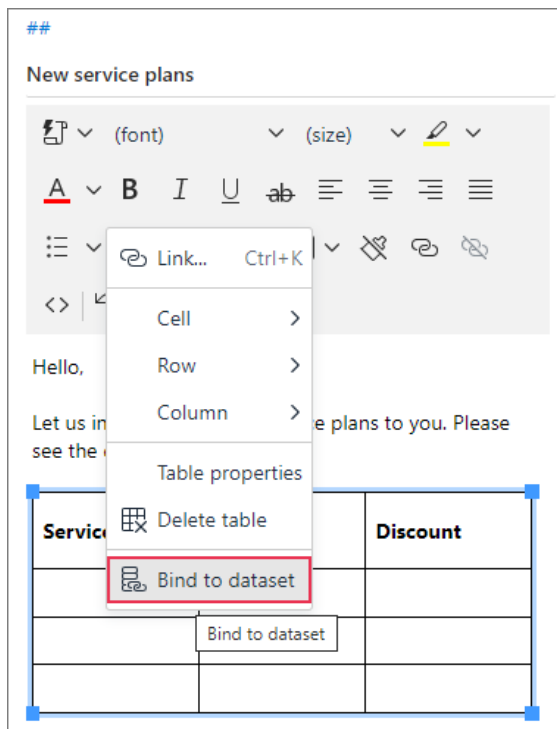 ##
New service plans
(font) (size)
A B I U ab
Link... Ctrl+K
<>
Cell
Hello,
Row
Column
Let us in e plans to you. Please
see the
Table properties
Delete table
Service Discount
Bind to dataset
Bind to dataset